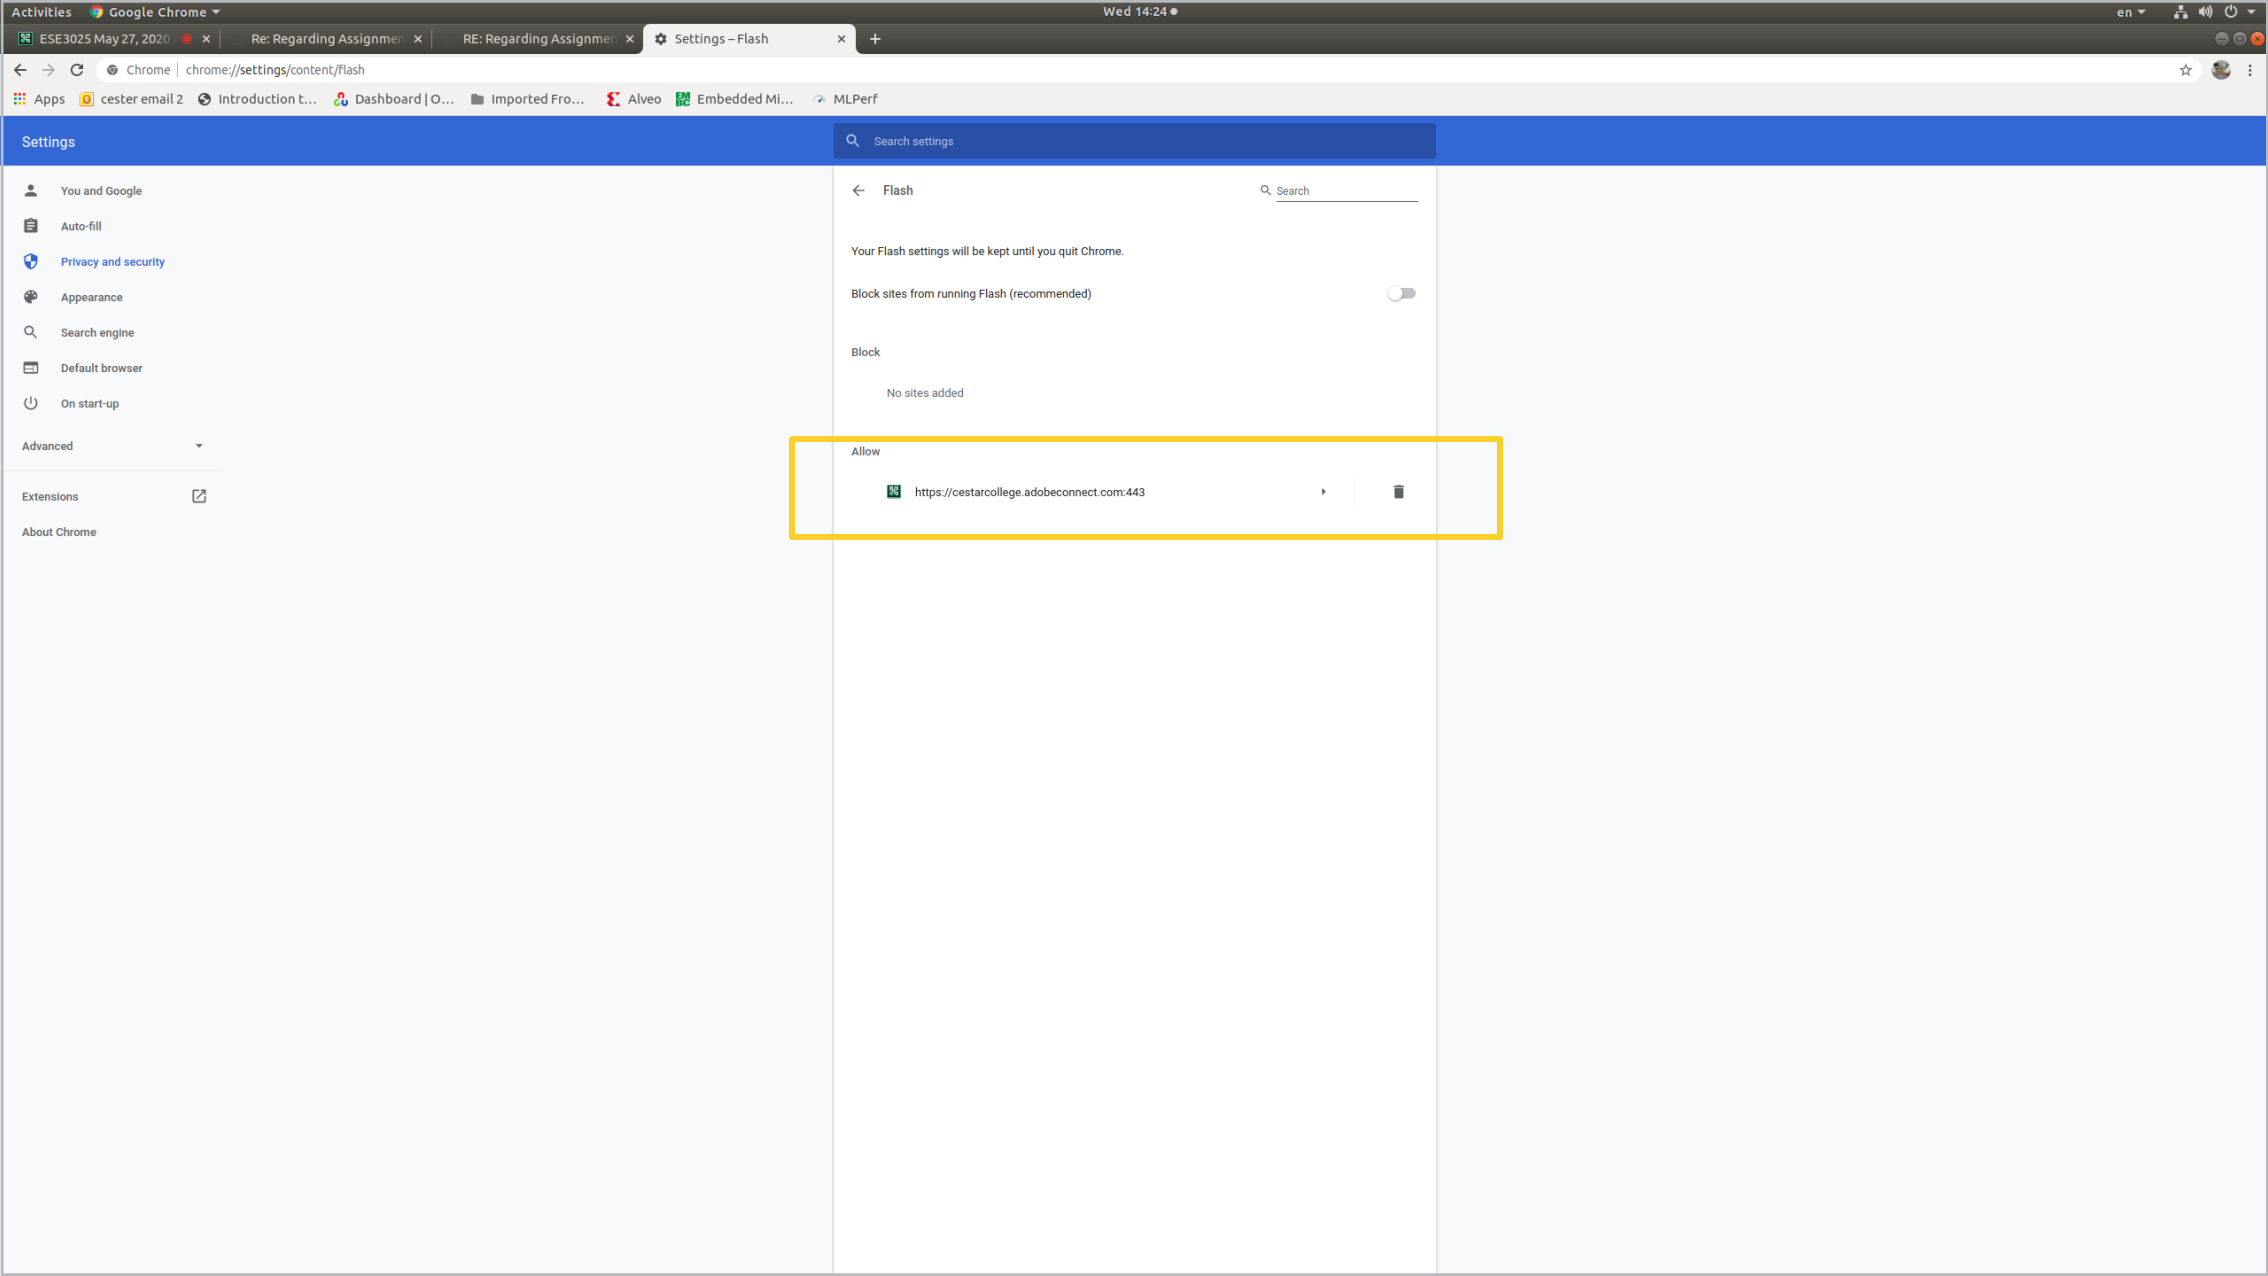 Activities Google Chrome Wed 14:24 en
ESE3025 May 27, 2020 Re: Regarding Assignmen RE: Regarding Assignmen Settings – Flash
Chrome chrome://settings/content/flash
Apps cester email 2 Introduction t... Dashboard | O... Imported Fro... Alveo Embedded Mi... MLPerf
Settings Search settings
You and Google
Auto-fill
Privacy and security
Appearance
Search engine
Default browser
On start-up
Advanced
Extensions
About Chrome
Flash Search
Your Flash settings will be kept until you quit Chrome.
Block sites from running Flash (recommended)
Block
No sites added
Allow
https://cestarcollege.adobeconnect.com:443